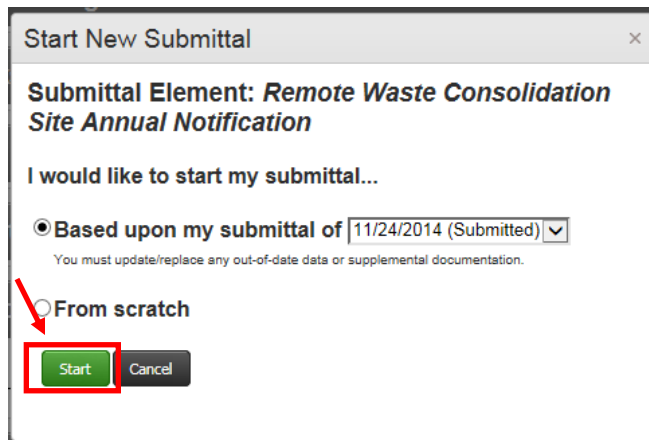 Start New Submittal ×
Submittal Element: Remote Waste Consolidation
Site Annual Notification
I would like to start my submittal...
Based upon my submittal of 11/24/2014 (Submitted)
You must update/replace any out-of-date data or supplemental documentation.
From scratch
Start Cancel